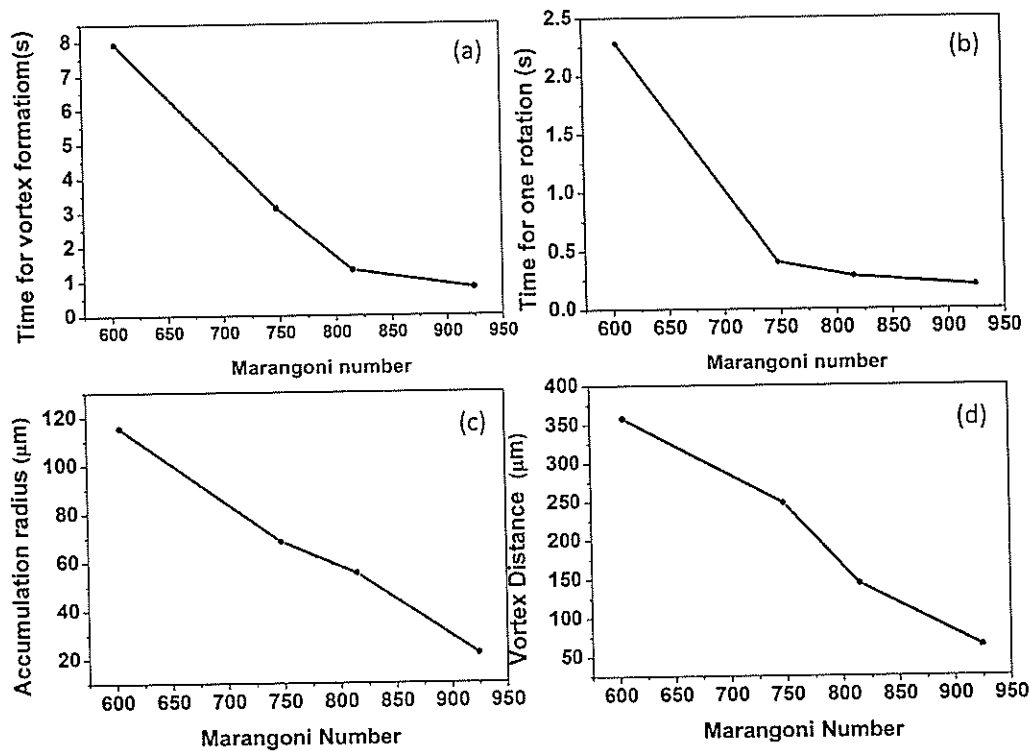 (a)
Time for vortex formatiom(s)
8
7
6
5
4
3
2
1
0
600 650 700 750 800 850 900 950
Marangoni number
(b)
Time for one rotation (s)
2.5
2.0
1.5
1.0
0.5
0.0
600 650 700 750 800 850 900 950
Marangoni number
(c)
Accumulation radius (μm)
120
100
80
60
40
20
600 650 700 750 800 850 900 950
Marangoni Number
(d)
Vortex Distance (μm)
400
350
300
250
200
150
100
50
600 650 700 750 800 850 900 950
Marangoni Number